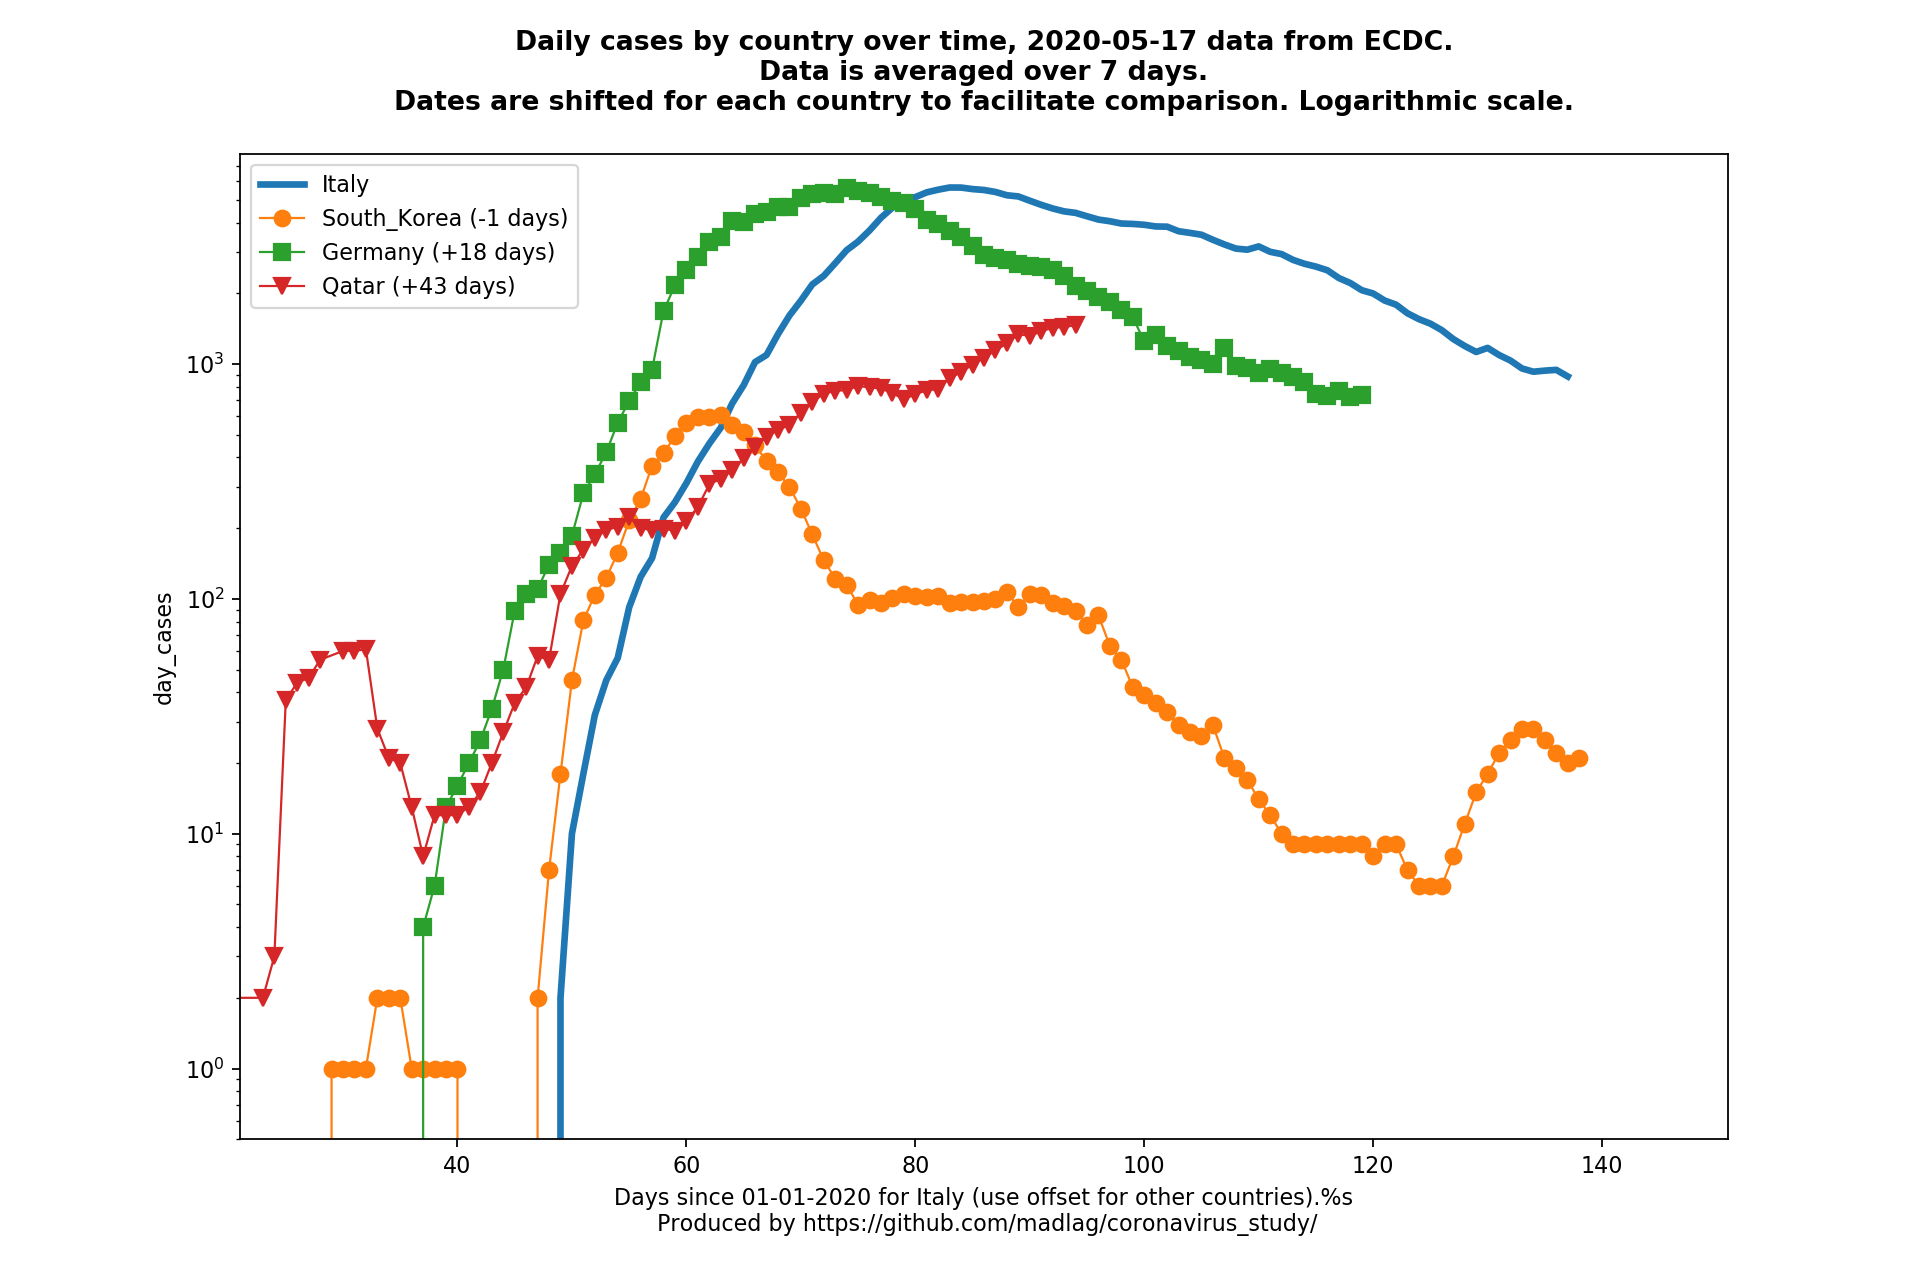 Daily cases by country over time, 2020-05-17 data from ECDC.
Data is averaged over 7 days.
Dates are shifted for each country to facilitate comparison. Logarithmic scale.
Italy
South_Korea (-1 days)
Germany (+18 days)
Qatar (+43 days)
10³
10²
10¹
10⁰
day_cases
40 60 80 100 120 140
Days since 01-01-2020 for Italy (use offset for other countries).%s
Produced by https://github.com/madlag/coronavirus_study/